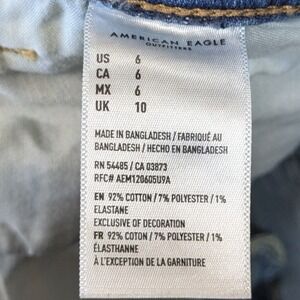 AMERICAN EAGLE
OUTFITTERS
US 6
CA 6
MX 6
UK 10
MADE IN BANGLADESH / FABRIQUÉ AU
BANGLADESH / HECHO EN BANGLADESH
RN 54485 / CA 03873
RFC# AEM120605U9A
EN 92% COTTON / 7% POLYESTER / 1%
ELASTANE
EXCLUSIVE OF DECORATION
FR 92% COTON / 7% POLYESTER / 1%
ÉLASTHANNE
À L'EXCEPTION DE LA GARNITURE